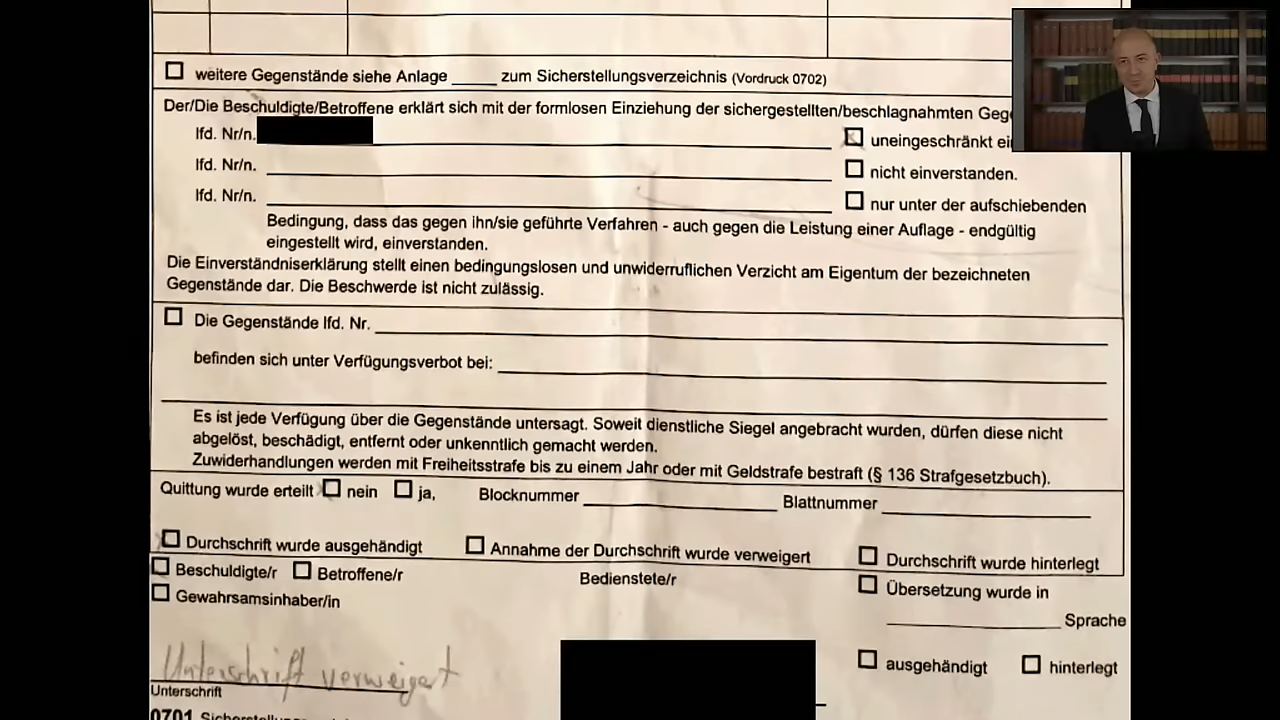 weitere Gegenstände siehe Anlage _____ zum Sicherstellungsverzeichnis (Vordruck 0702)
Der/Die Beschuldigte/Betroffene erklärt sich mit der formlosen Einziehung der sichergestellten/beschlagnahmten
lfd. Nr/n. uneingeschränkt
lfd. Nr/n. nicht einverstanden.
lfd. Nr/n. nur unter der aufschiebenden
Bedingung, dass das gegen ihn/sie geführte Verfahren - auch gegen die Leistung einer Auflage - endgültig
eingestellt wird, einverstanden.
Die Einverständniserklärung stellt einen bedingungslosen und unwiderruflichen Verzicht am Eigentum der bezeichneten
Gegenstände dar. Die Beschwerde ist nicht zulässig.
Die Gegenstände lfd. Nr.
befinden sich unter Verfügungsverbot bei:
Es ist jede Verfügung über die Gegenstände untersagt. Soweit dienstliche Siegel angebracht wurden, dürfen diese nicht
abgelöst, beschädigt, entfernt oder unkenntlich gemacht werden.
Zuwiderhandlungen werden mit Freiheitsstrafe bis zu einem Jahr oder mit Geldstrafe bestraft (§ 136 Strafgesetzbuch).
Quittung wurde erteilt nein ja, Blocknummer Blattnummer
Durchschrift wurde ausgehändigt Annahme der Durchschrift wurde verweigert Durchschrift wurde hinterlegt
Beschuldigte/r Betroffene/r Bedienstete/r Übersetzung wurde in
Gewahrsamsinhaber/in
Sprache
ausgehändigt hinterlegt
Unterschrift verweigert
Unterschrift
0701